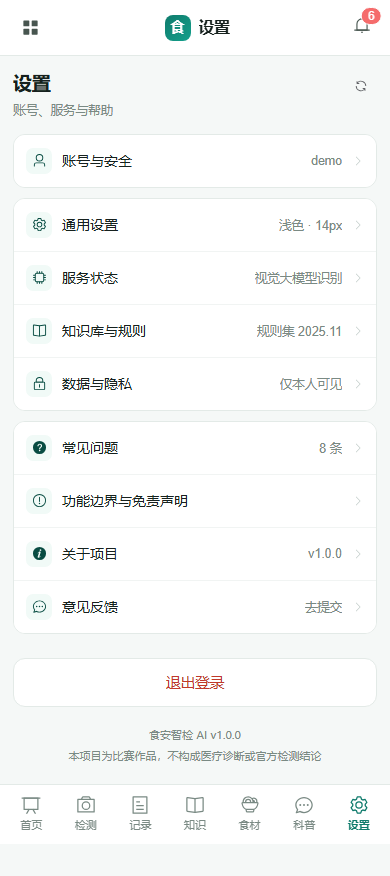 食 设置
6
设置
账号、服务与帮助
账号与安全 demo
通用设置 浅色 · 14px
服务状态 视觉大模型识别
知识库与规则 规则集 2025.11
数据与隐私 仅本人可见
常见问题 8 条
功能边界与免责声明
关于项目 v1.0.0
意见反馈 去提交
退出登录
食安智检 AI v1.0.0
本项目为比赛作品，不构成医疗诊断或官方检测结论
首页 检测 记录 知识 食材 科普 设置